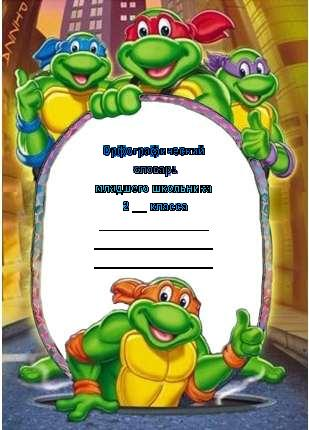 Орфографический
словарь
младшего школьника
2 __ класса